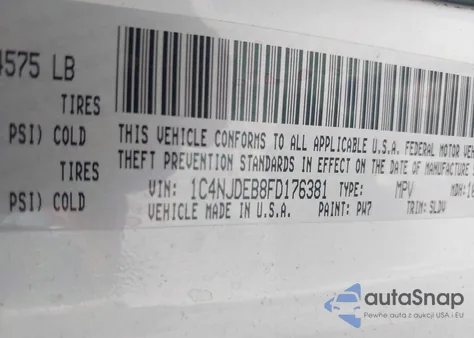 4575 LB
TIRES
PSI) COLD
TIRES
PSI) COLD
THIS VEHICLE CONFORMS TO ALL APPLICABLE U.S.A. FEDERAL MOTOR VEH
THEFT PREVENTION STANDARDS IN EFFECT ON THE DATE OF MANUFACTURE
VIN: 1C4NJDEB8FD176381 TYPE: MPV MDH:
VEHICLE MADE IN U.S.A. PAINT: PW7 TRIM: SLDV
autoSnap
Pewne auta z aukcji USA i EU